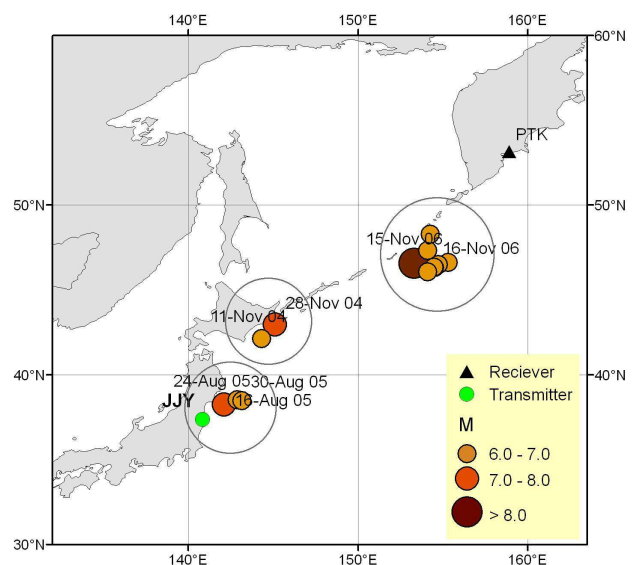 140°E 150°E 160°E
60°N
PTK
50°N 50°N
15-Nov 06
16-Nov 06
28-Nov 04
11-Nov 04
40°N 40°N
24-Aug 05 30-Aug 05
JJY 16-Aug 05
Reciever
Transmitter
M
6.0 - 7.0
7.0 - 8.0
> 8.0
30°N 30°N
140°E 150°E 160°E